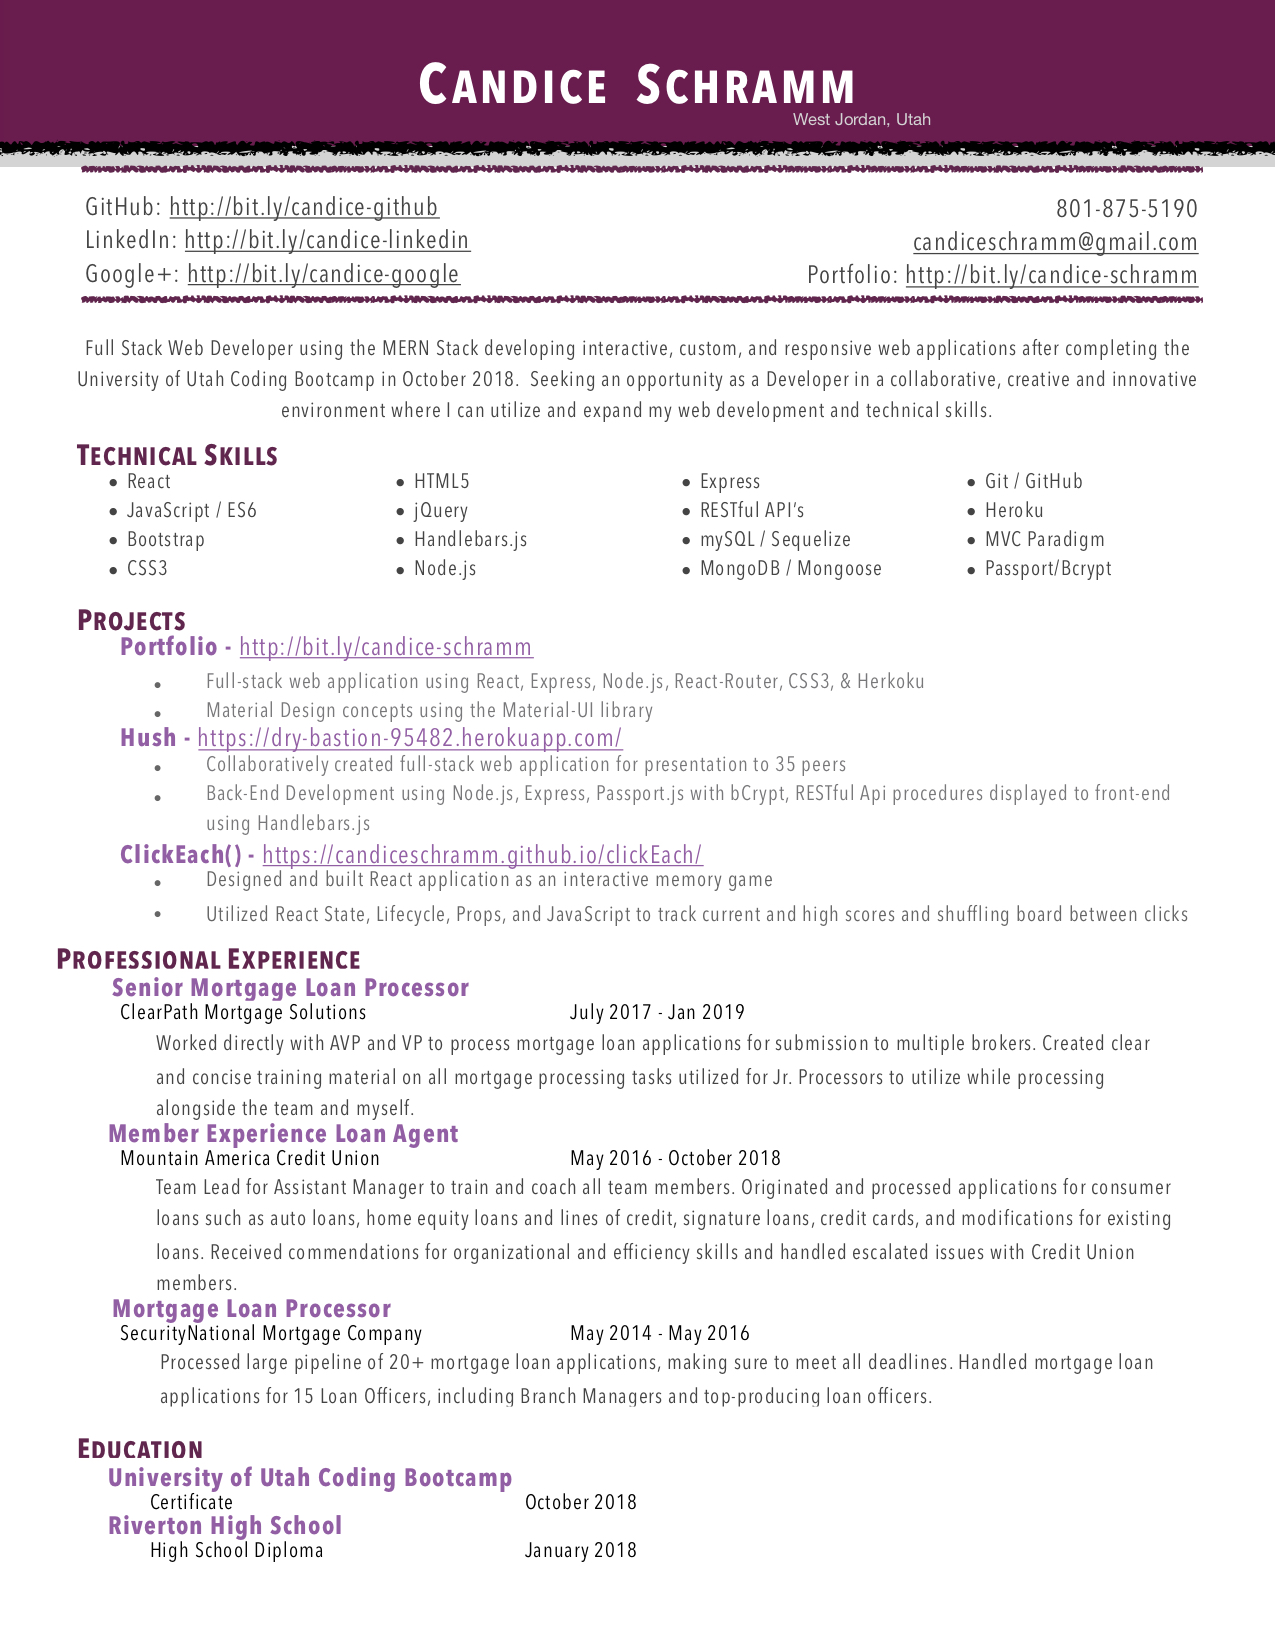 CANDICE SCHRAMM
West Jordan, Utah
GitHub: http://bit.ly/candice-github
LinkedIn: http://bit.ly/candice-linkedin
Google+: http://bit.ly/candice-google
801-875-5190
candiceschramm@gmail.com
Portfolio: http://bit.ly/candice-schramm
Full Stack Web Developer using the MERN Stack developing interactive, custom, and responsive web applications after completing the
University of Utah Coding Bootcamp in October 2018. Seeking an opportunity as a Developer in a collaborative, creative and innovative
environment where I can utilize and expand my web development and technical skills.
TECHNICAL SKILLS
• React
• JavaScript / ES6
• Bootstrap
• CSS3
• HTML5
• jQuery
• Handlebars.js
• Node.js
• Express
• RESTful API’s
• mySQL / Sequelize
• MongoDB / Mongoose
• Git / GitHub
• Heroku
• MVC Paradigm
• Passport/Bcrypt
PROJECTS
Portfolio - http://bit.ly/candice-schramm
• Full-stack web application using React, Express, Node.js, React-Router, CSS3, & Herkoku
• Material Design concepts using the Material-UI library
Hush - https://dry-bastion-95482.herokuapp.com/
• Collaboratively created full-stack web application for presentation to 35 peers
• Back-End Development using Node.js, Express, Passport.js with bCrypt, RESTful Api procedures displayed to front-end
using Handlebars.js
ClickEach() - https://candiceschramm.github.io/clickEach/
• Designed and built React application as an interactive memory game
• Utilized React State, Lifecycle, Props, and JavaScript to track current and high scores and shuffling board between clicks
PROFESSIONAL EXPERIENCE
Senior Mortgage Loan Processor
ClearPath Mortgage Solutions July 2017 - Jan 2019
Worked directly with AVP and VP to process mortgage loan applications for submission to multiple brokers. Created clear
and concise training material on all mortgage processing tasks utilized for Jr. Processors to utilize while processing
alongside the team and myself.
Member Experience Loan Agent
Mountain America Credit Union May 2016 - October 2018
Team Lead for Assistant Manager to train and coach all team members. Originated and processed applications for consumer
loans such as auto loans, home equity loans and lines of credit, signature loans, credit cards, and modifications for existing
loans. Received commendations for organizational and efficiency skills and handled escalated issues with Credit Union
members.
Mortgage Loan Processor
SecurityNational Mortgage Company May 2014 - May 2016
Processed large pipeline of 20+ mortgage loan applications, making sure to meet all deadlines. Handled mortgage loan
applications for 15 Loan Officers, including Branch Managers and top-producing loan officers.
EDUCATION
University of Utah Coding Bootcamp
Certificate October 2018
Riverton High School
High School Diploma January 2018